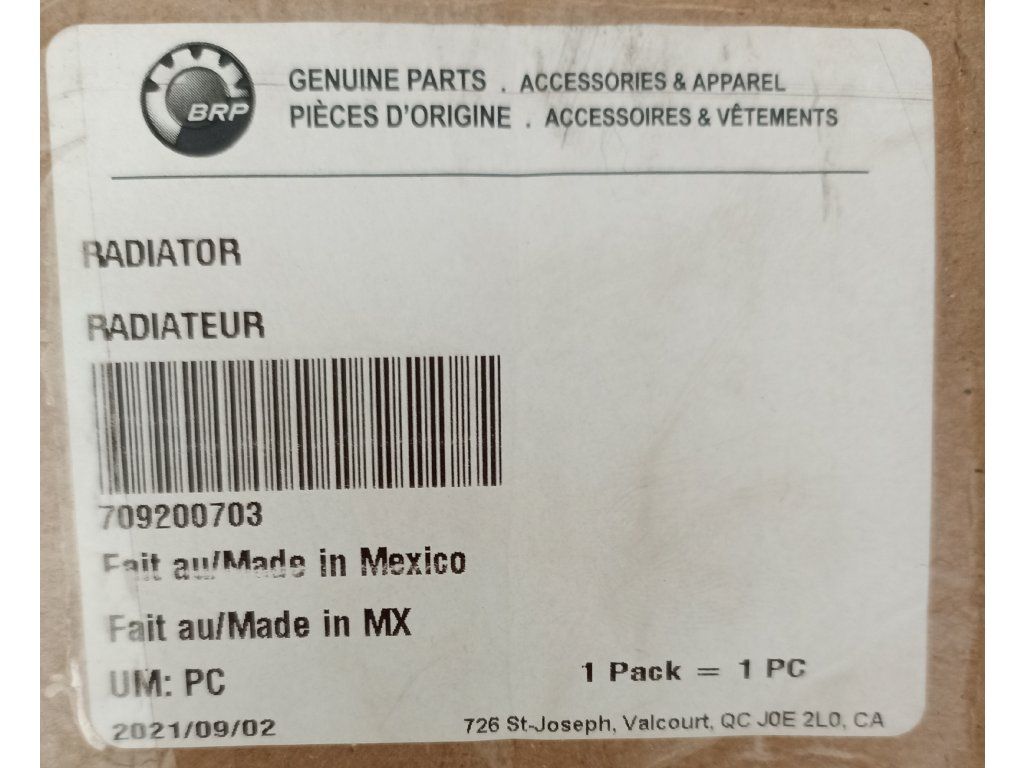 BRP
GENUINE PARTS . ACCESSORIES & APPAREL
PIÈCES D'ORIGINE . ACCESSOIRES & VÊTEMENTS
RADIATOR
RADIATEUR
709200703
Fait au/Made in Mexico
Fait au/Made in MX
UM: PC
1 Pack = 1 PC
2021/09/02
726 St-Joseph, Valcourt, QC J0E 2L0, CA